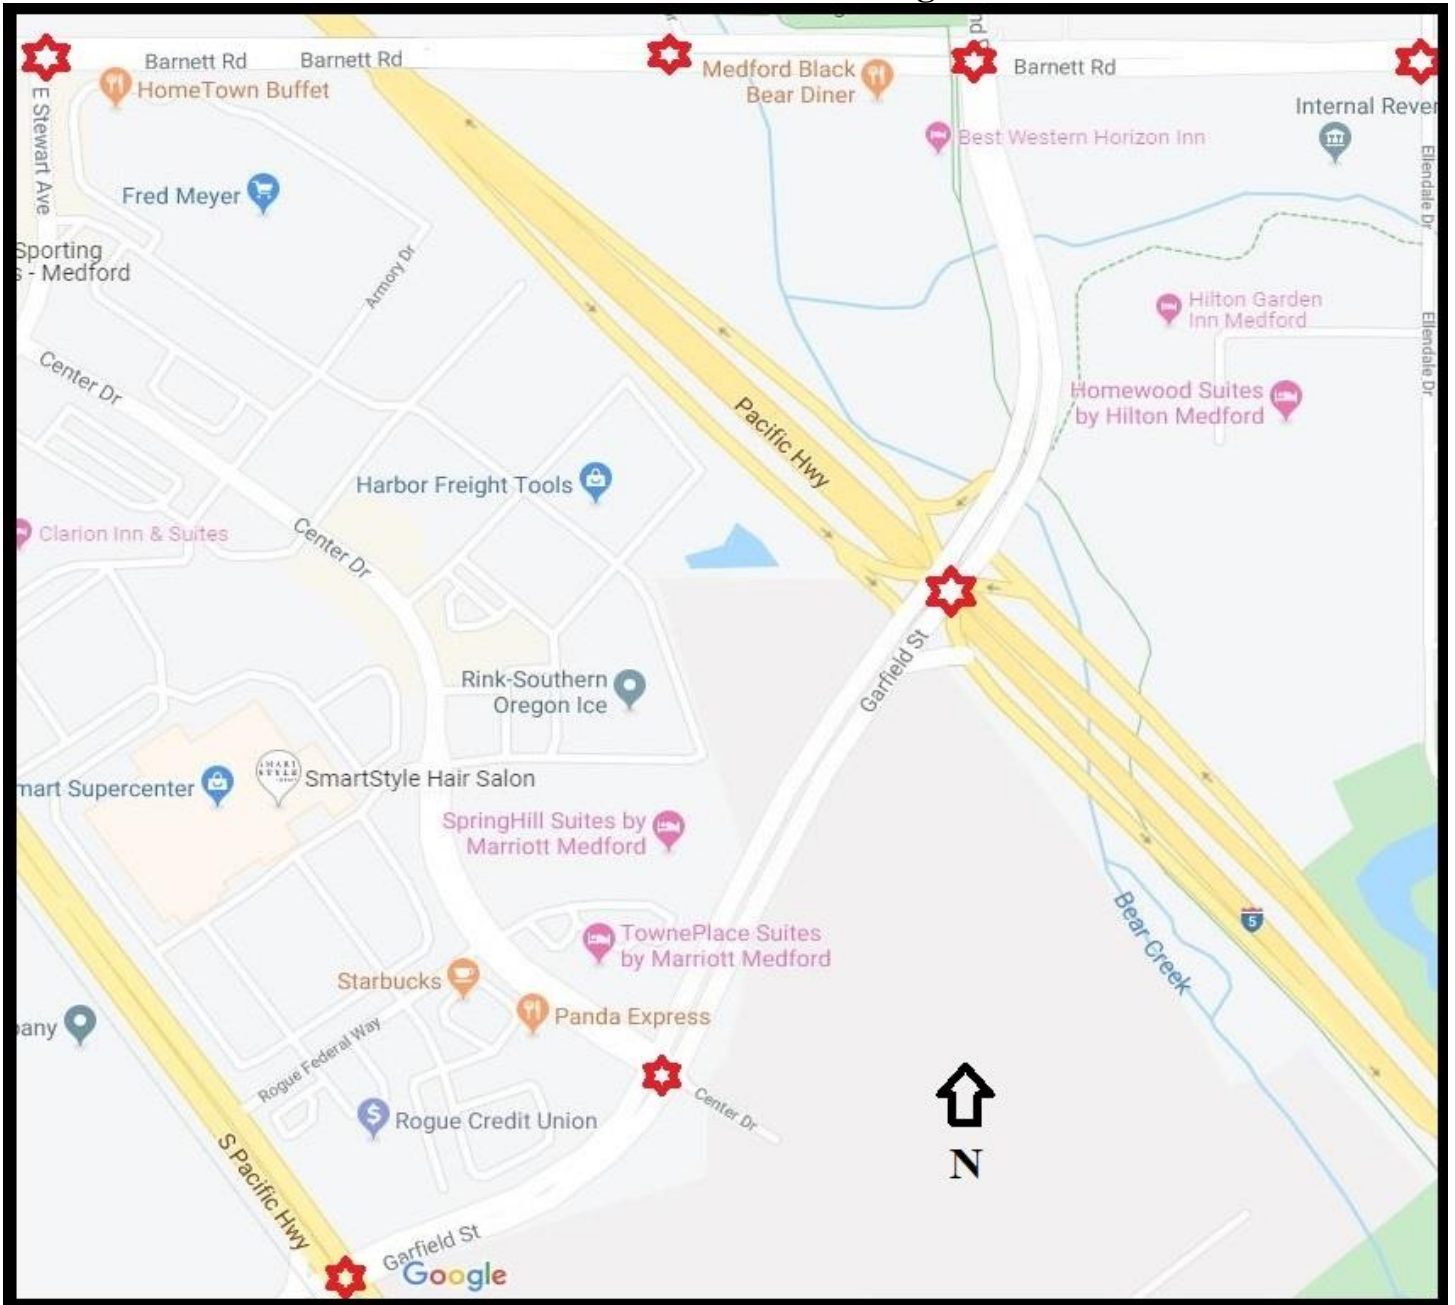 Barnett Rd
Barnett Rd
Medford Black
Bear Diner
Barnett Rd
HomeTown Buffet
E Stewart Ave
Internal Rever
Best Western Horizon Inn
Ellendale Dr
Fred Meyer
Sporting
s - Medford
Armory Dr
Hilton Garden
Inn Medford
Ellendale Dr
Center Dr
Pacific Hwy
Homewood Suites
by Hilton Medford
Harbor Freight Tools
Clarion Inn & Suites
Center Dr
Garfield St
Rink-Southern
Oregon Ice
mart Supercenter
SMART
STYLE
SmartStyle Hair Salon
SpringHill Suites by
Marriott Medford
5
Bear Creek
TownePlace Suites
by Marriott Medford
Starbucks
Panda Express
any
Rogue Federal Way
Center Dr
$
Rogue Credit Union
N
S Pacific Hwy
Garfield St
Google